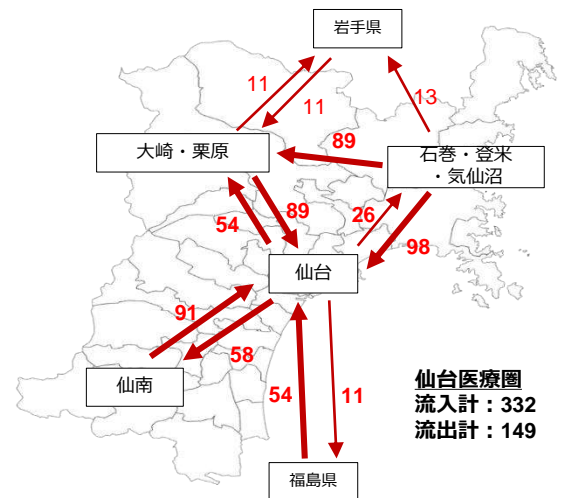 岩手県
11
11
13
大崎・栗原
89
石巻・登米
・気仙沼
89
54
26
98
仙台
91
58
仙南
54
11
仙台医療圏
流入計：332
流出計：149
福島県